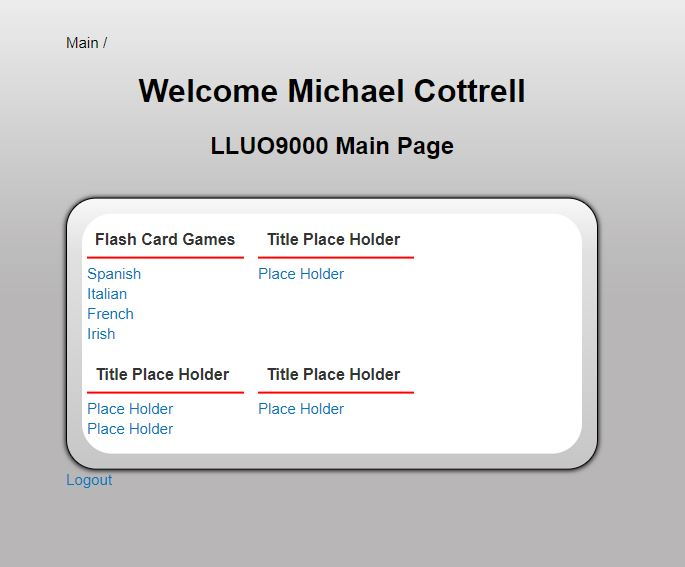 Main /
Welcome Michael Cottrell
LLUO9000 Main Page
Flash Card Games
Spanish
Italian
French
Irish
Title Place Holder
Place Holder
Title Place Holder
Place Holder
Place Holder
Title Place Holder
Place Holder
Logout